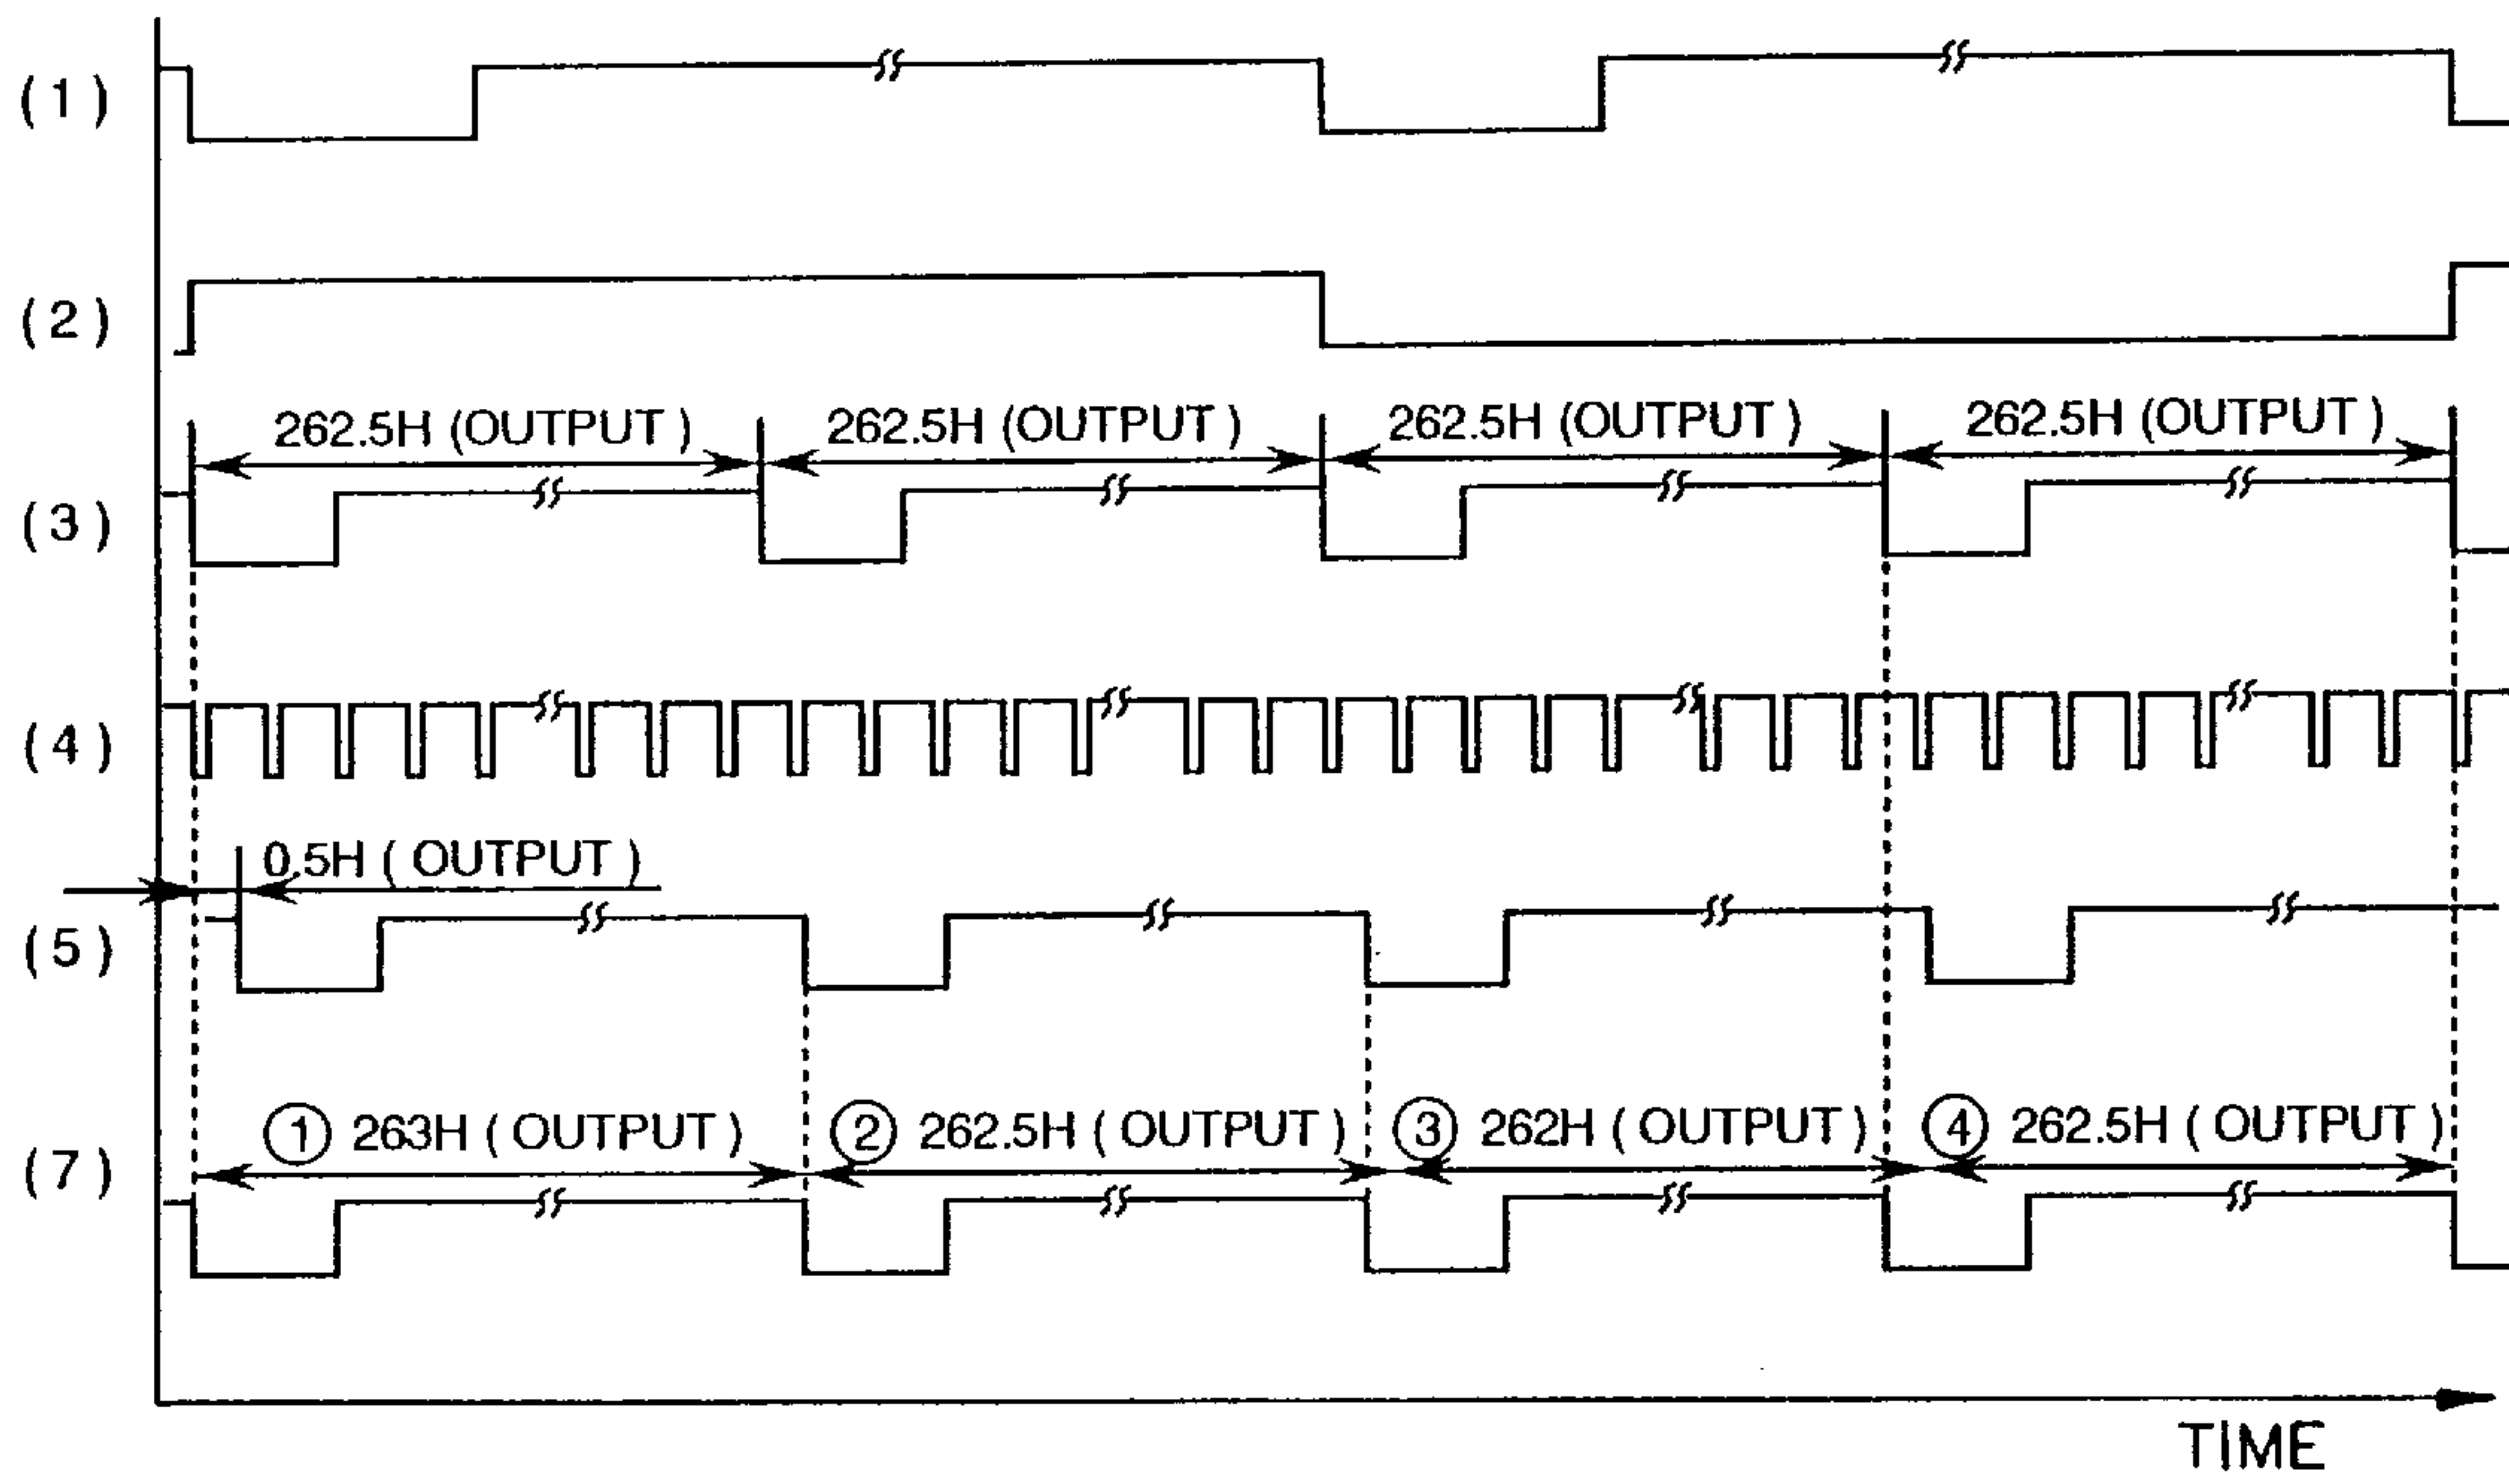 (1)
(2)
262.5H (OUTPUT) 262.5H (OUTPUT) 262.5H (OUTPUT) 262.5H (OUTPUT)
(3)
(4)
0.5H ( OUTPUT )
(5)
① 263H ( OUTPUT ) ② 262.5H ( OUTPUT ) ③ 262H ( OUTPUT ) ④ 262.5H ( OUTPUT )
(7)
TIME